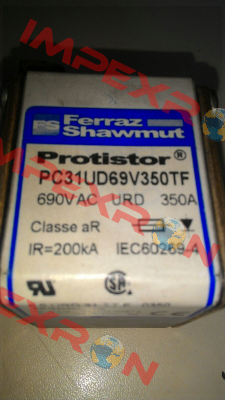 IMPEXRON
FS Ferraz
Shawmut
Protistor®
PC31UD69V350TF
690VAC URD 350A
Classe aR
IR=200kA IEC60269-4
IMPEXRON